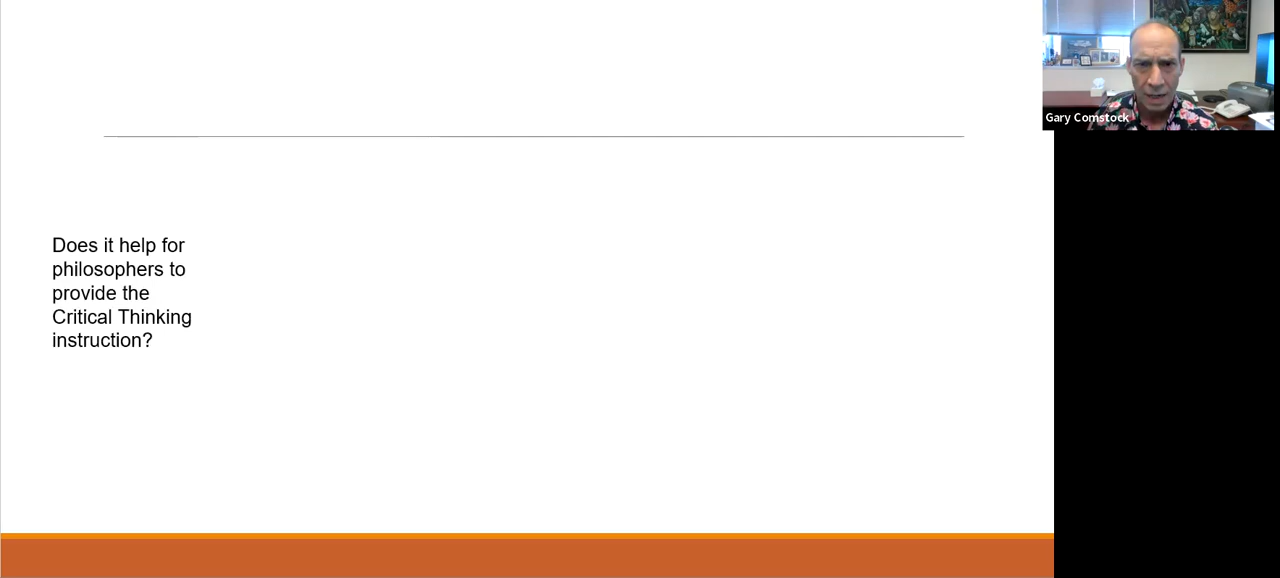 Does it help for
philosophers to
provide the
Critical Thinking
instruction?
Gary Comstock